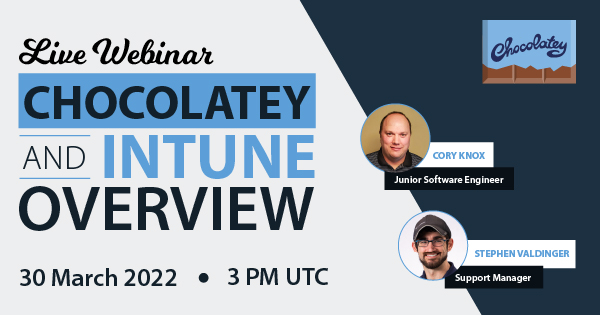 Live Webinar
CHOCOLATEY
AND INTUNE
OVERVIEW
30 March 2022 • 3 PM UTC
Chocolatey
CORY KNOX
Junior Software Engineer
STEPHEN VALDINGER
Support Manager